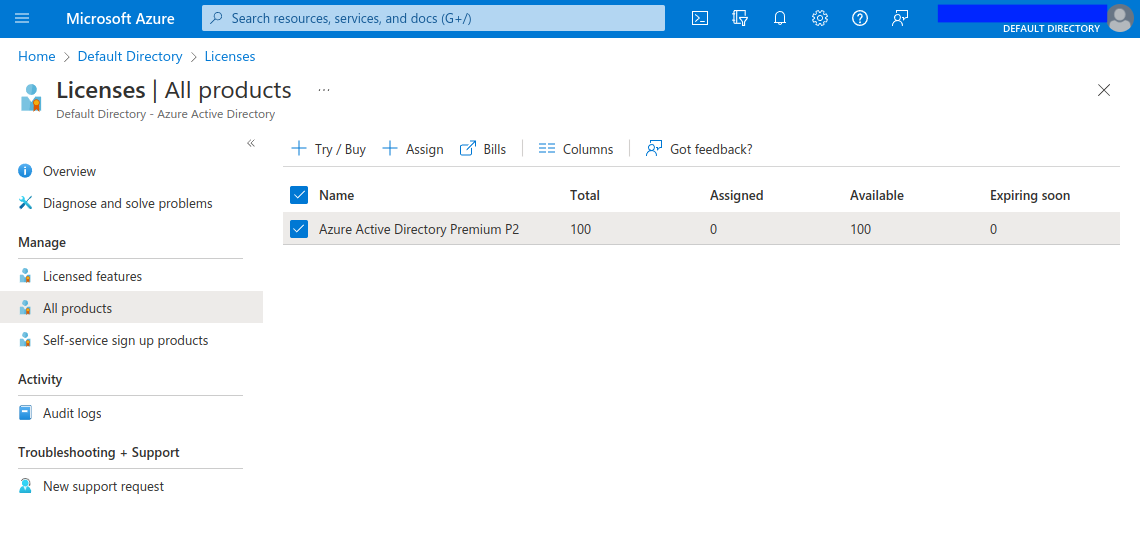 Microsoft Azure
Search resources, services, and docs (G+/)
DEFAULT DIRECTORY
Home > Default Directory > Licenses
Licenses | All products ...
Default Directory - Azure Active Directory
«
+ Try / Buy + Assign Bills Columns Got feedback?
Overview
Diagnose and solve problems
Manage
Licensed features
All products
Self-service sign up products
Activity
Audit logs
Troubleshooting + Support
New support request
Name Total Assigned Available Expiring soon
Azure Active Directory Premium P2 100 0 100 0